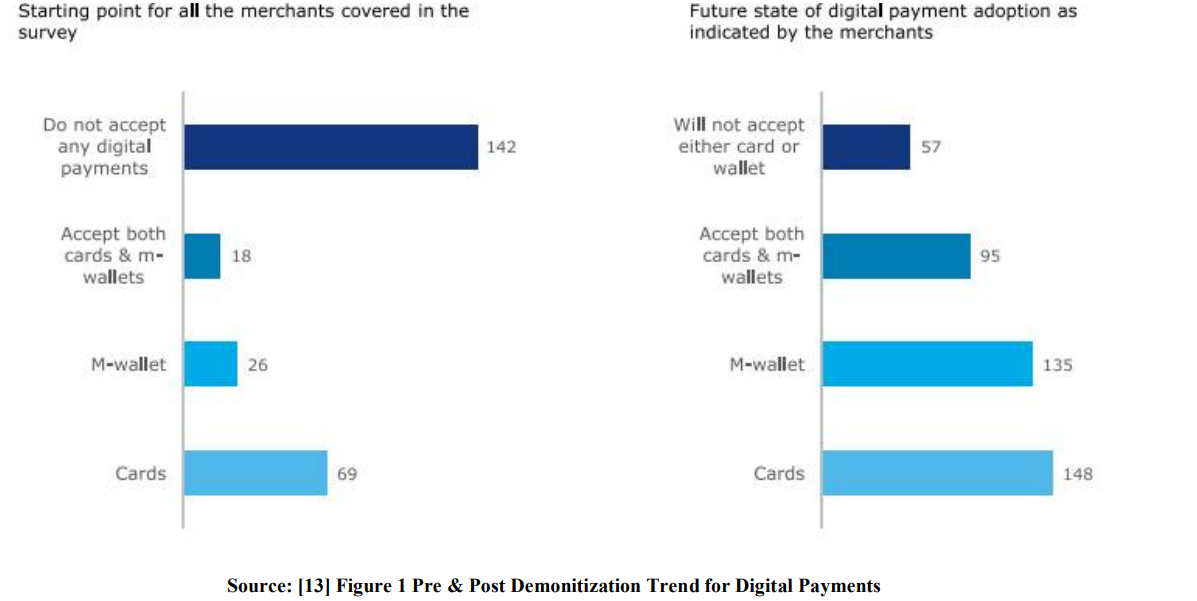 Starting point for all the merchants covered in the
survey
Do not accept
any digital
payments
142
Accept both
cards & m-
wallets
18
M-wallet
26
Cards
69
Future state of digital payment adoption as
indicated by the merchants
Will not accept
either card or
wallet
57
Accept both
cards & m-
wallets
95
M-wallet
135
Cards
148
Source: [13] Figure 1 Pre & Post Demonitization Trend for Digital Payments